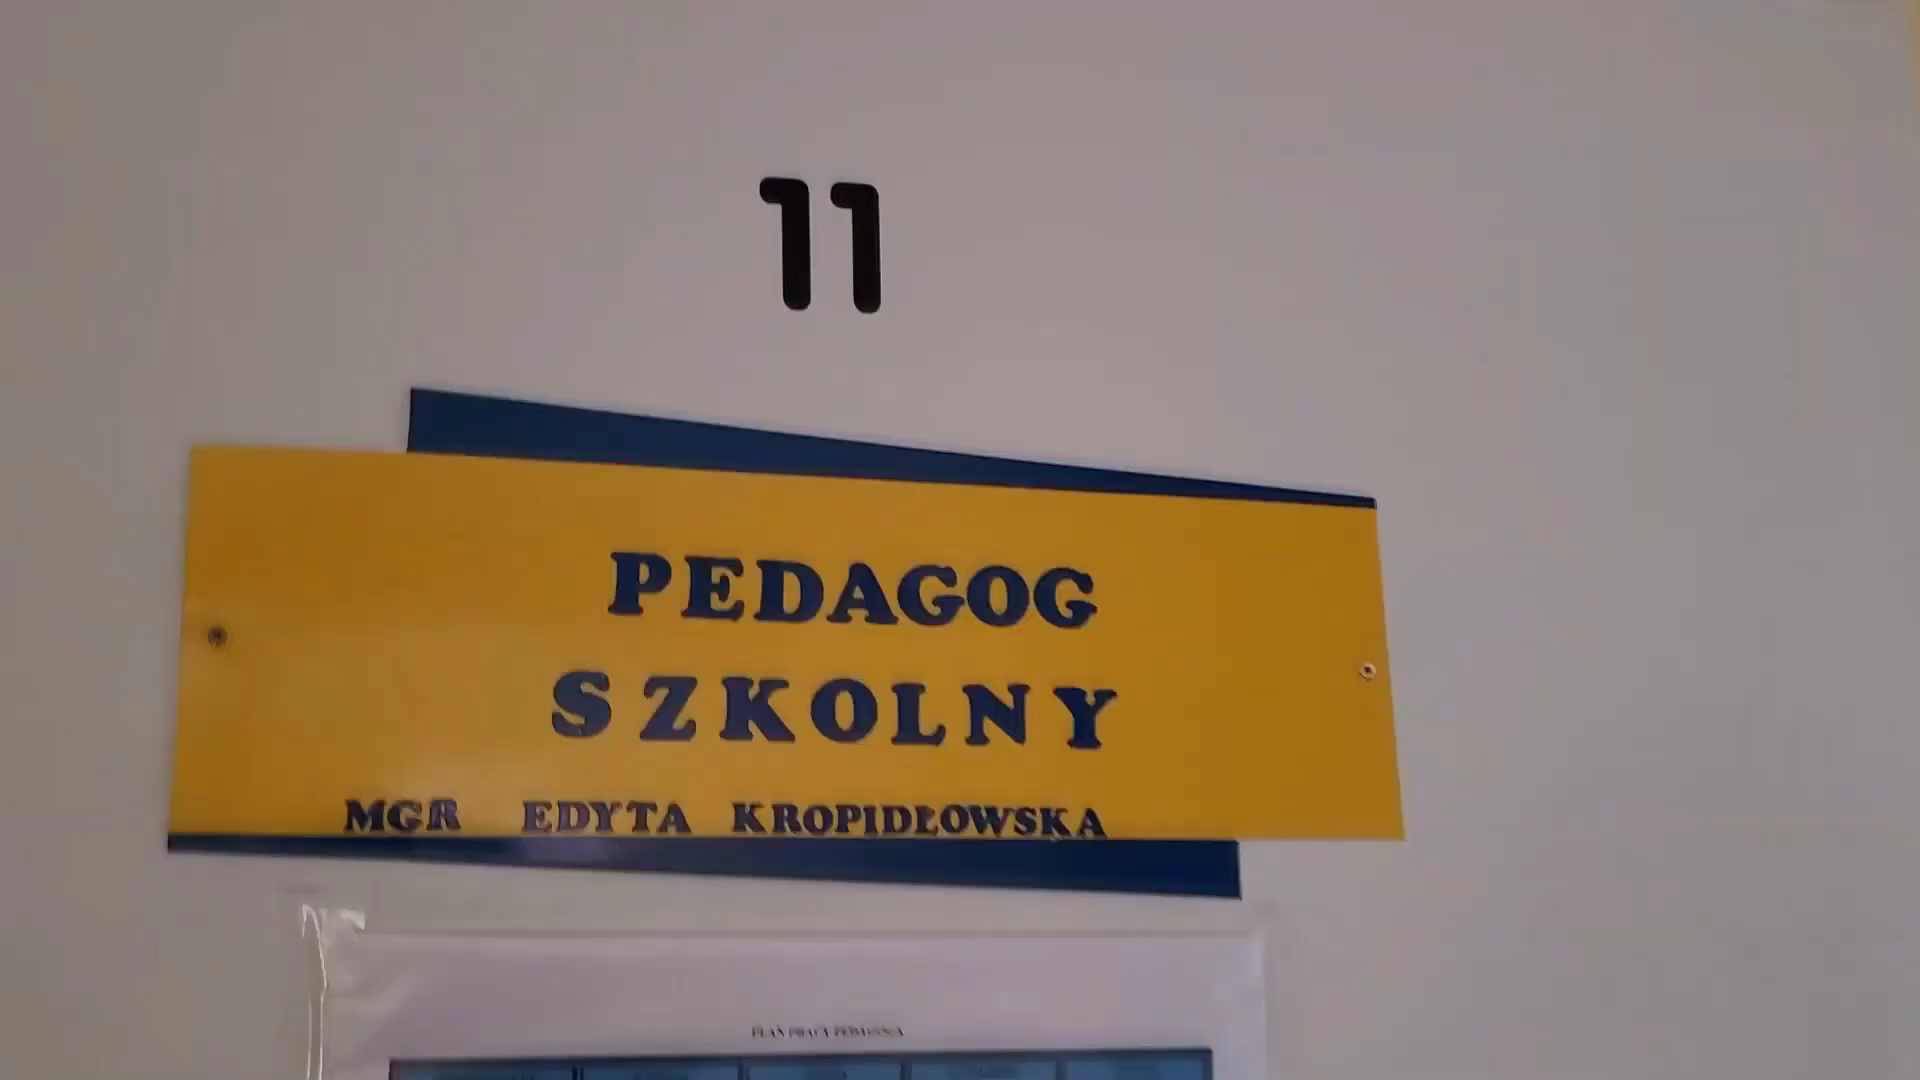 11
PEDAGOG
SZKOLNY
MGR EDYTA KROPIDŁOWSKA
PLAN PRACY PEDAGOGA